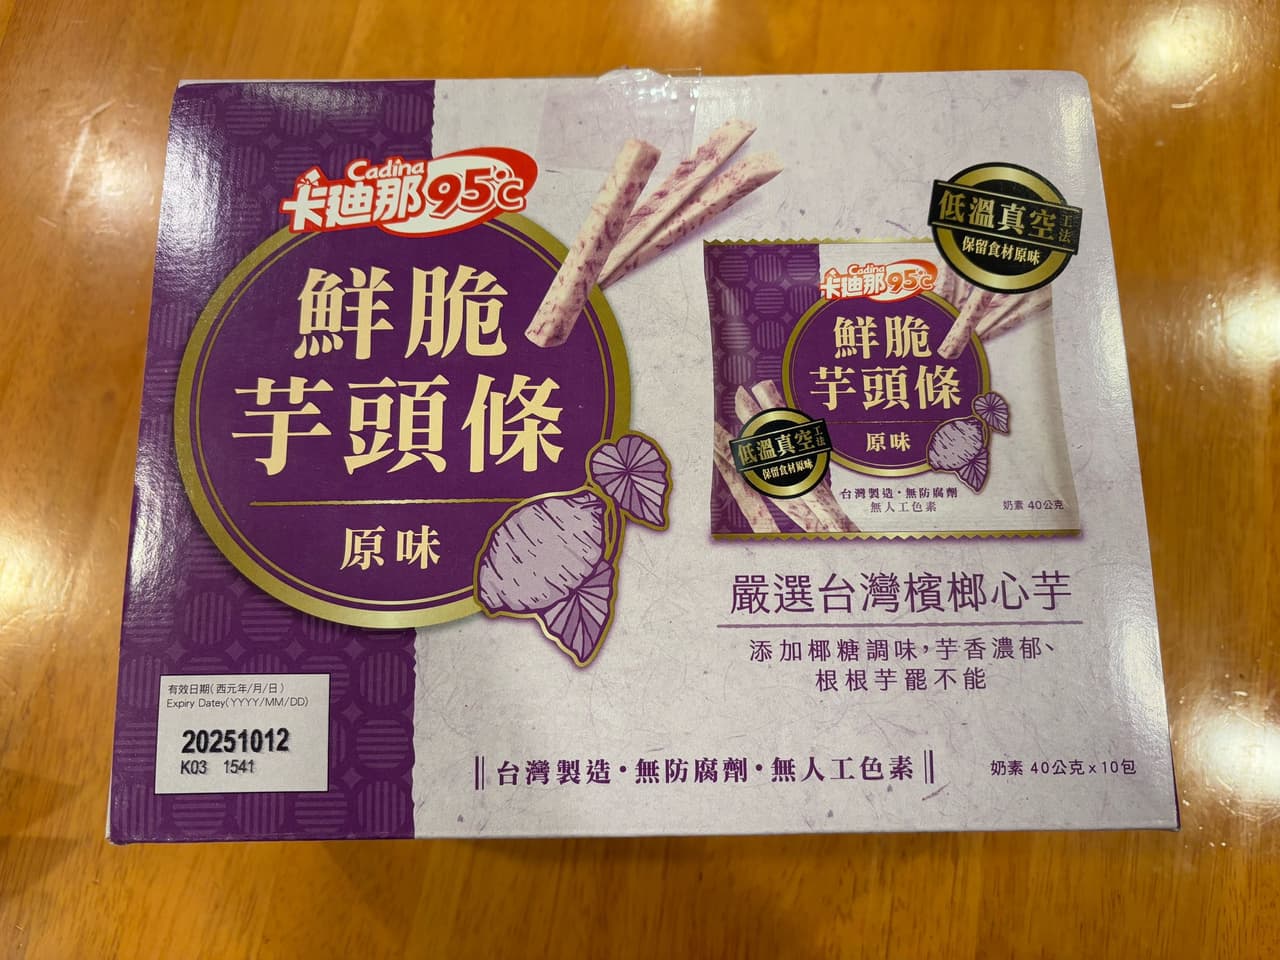 Cadina
卡迪那95℃
鮮脆
芋頭條
原味
有效日期(西元年/月/日)
Expiry Datey(YYYY/MM/DD)
20251012
K03 1541
低溫真空工法
保留食材原味
Cadina
卡迪那95℃
鮮脆
芋頭條
原味
低溫真空工法
保留食材原味
台灣製造・無防腐劑
無人工色素
奶素 40公克
嚴選台灣檳榔心芋
添加椰糖調味,芋香濃郁、
根根芋罷不能
台灣製造・無防腐劑・無人工色素
奶素 40公克x10包